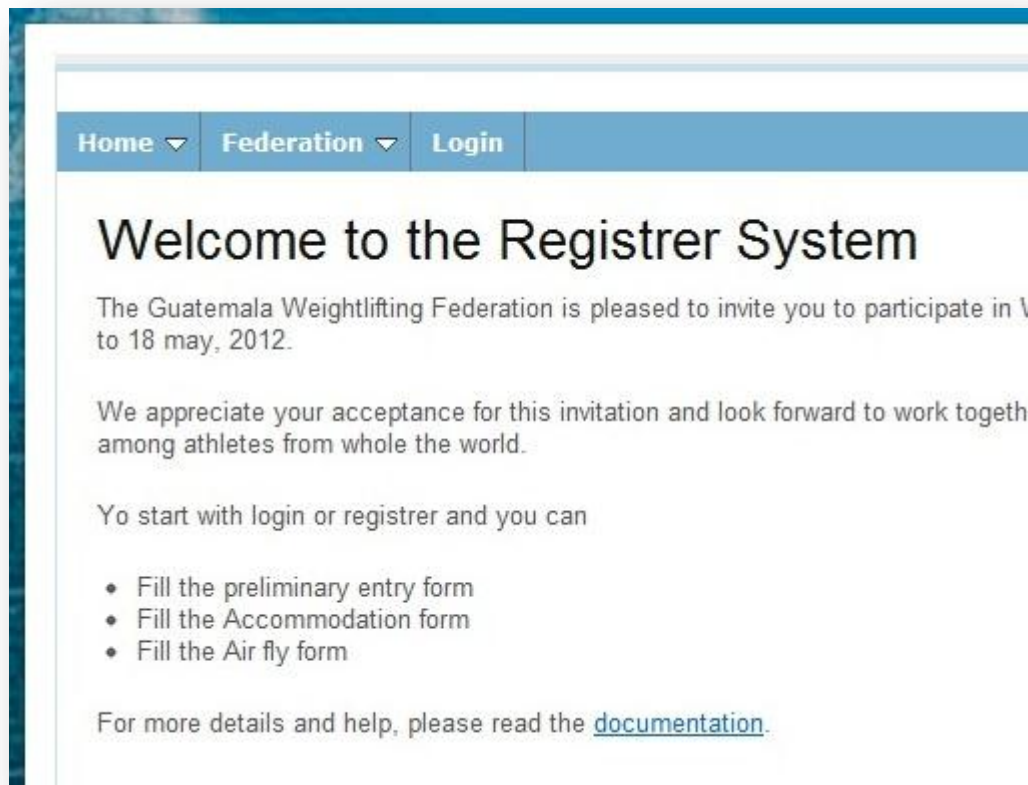 Home Federation Login
Welcome to the Registrer System
The Guatemala Weightlifting Federation is pleased to invite you to participate in
to 18 may, 2012.
We appreciate your acceptance for this invitation and look forward to work togeth
among athletes from whole the world.
Yo start with login or registrer and you can
Fill the preliminary entry form
Fill the Accommodation form
Fill the Air fly form
For more details and help, please read the documentation.